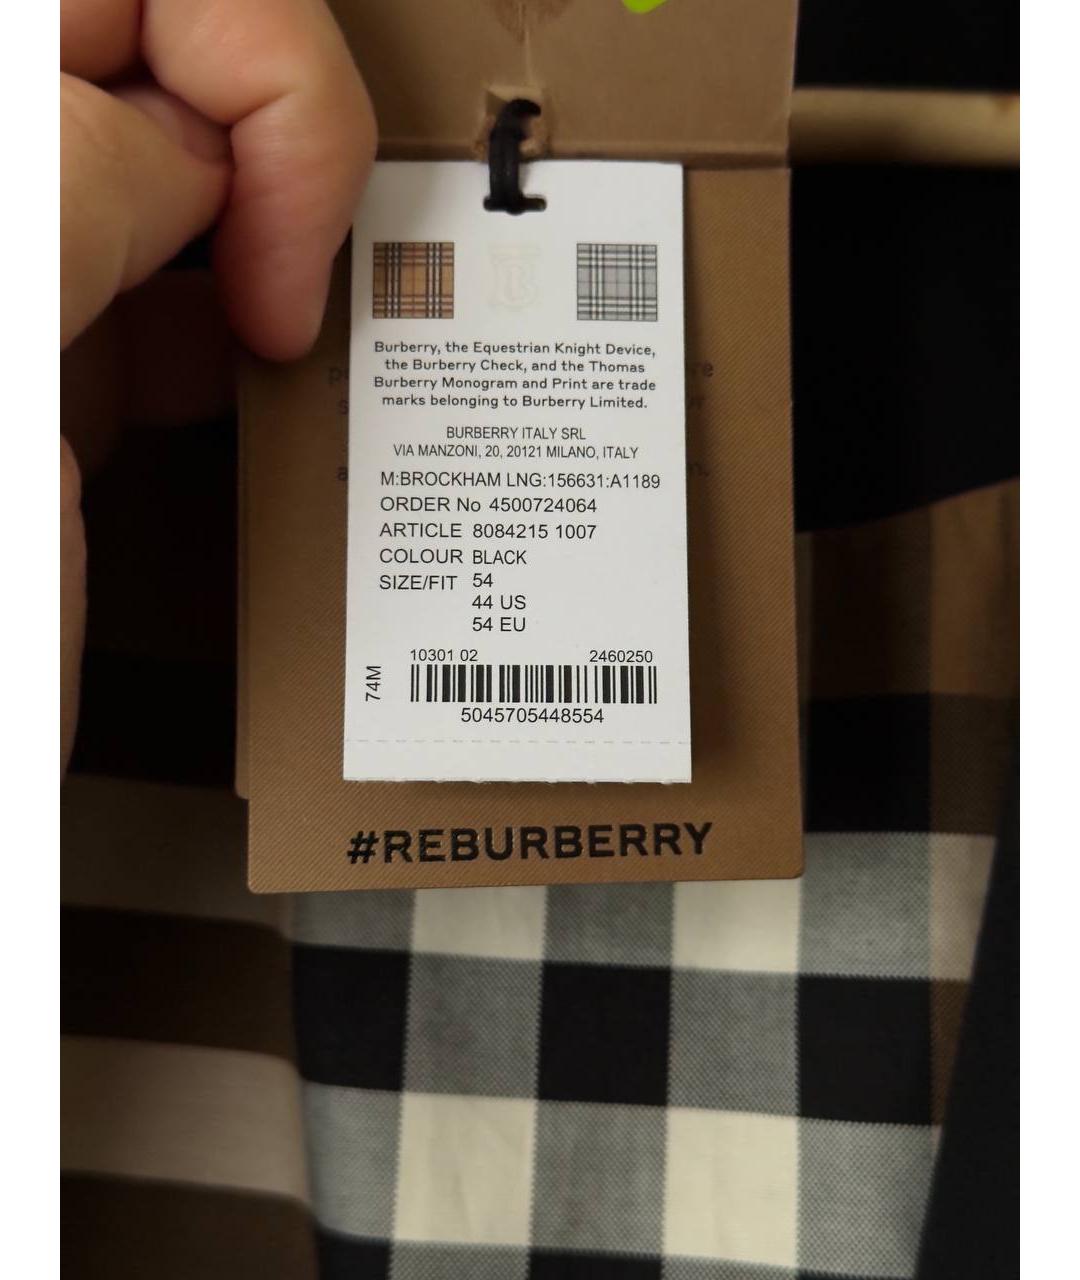 Burberry, the Equestrian Knight Device,
the Burberry Check, and the Thomas
Burberry Monogram and Print are trade
marks belonging to Burberry Limited.
BURBERRY ITALY SRL
VIA MANZONI, 20, 20121 MILANO, ITALY
M:BROCKHAM LNG:156631:A1189
ORDER No 4500724064
ARTICLE 8084215 1007
COLOUR BLACK
SIZE/FIT 54
44 US
54 EU
10301 02 2460250
74M
5045705448554
#REBURBERRY